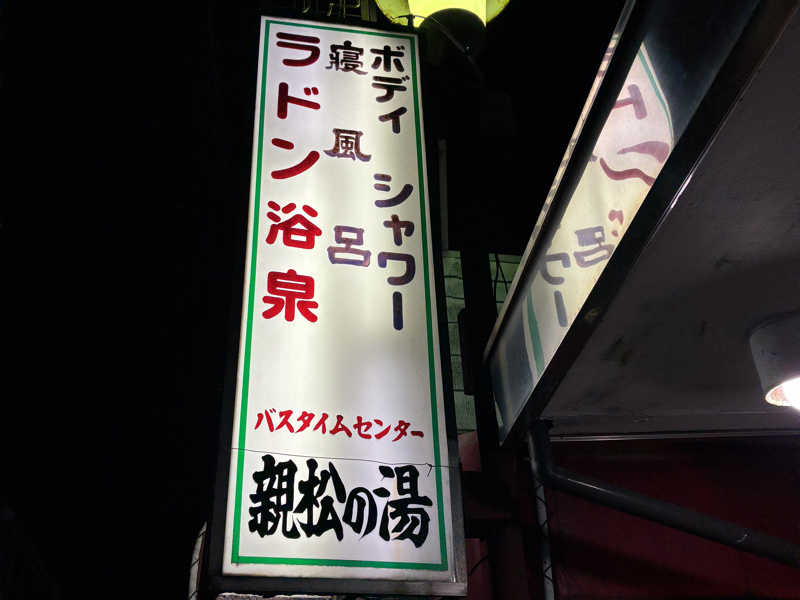 ボディシャワー
寝風呂
ラドン浴泉
バスタイムセンター
親松の湯